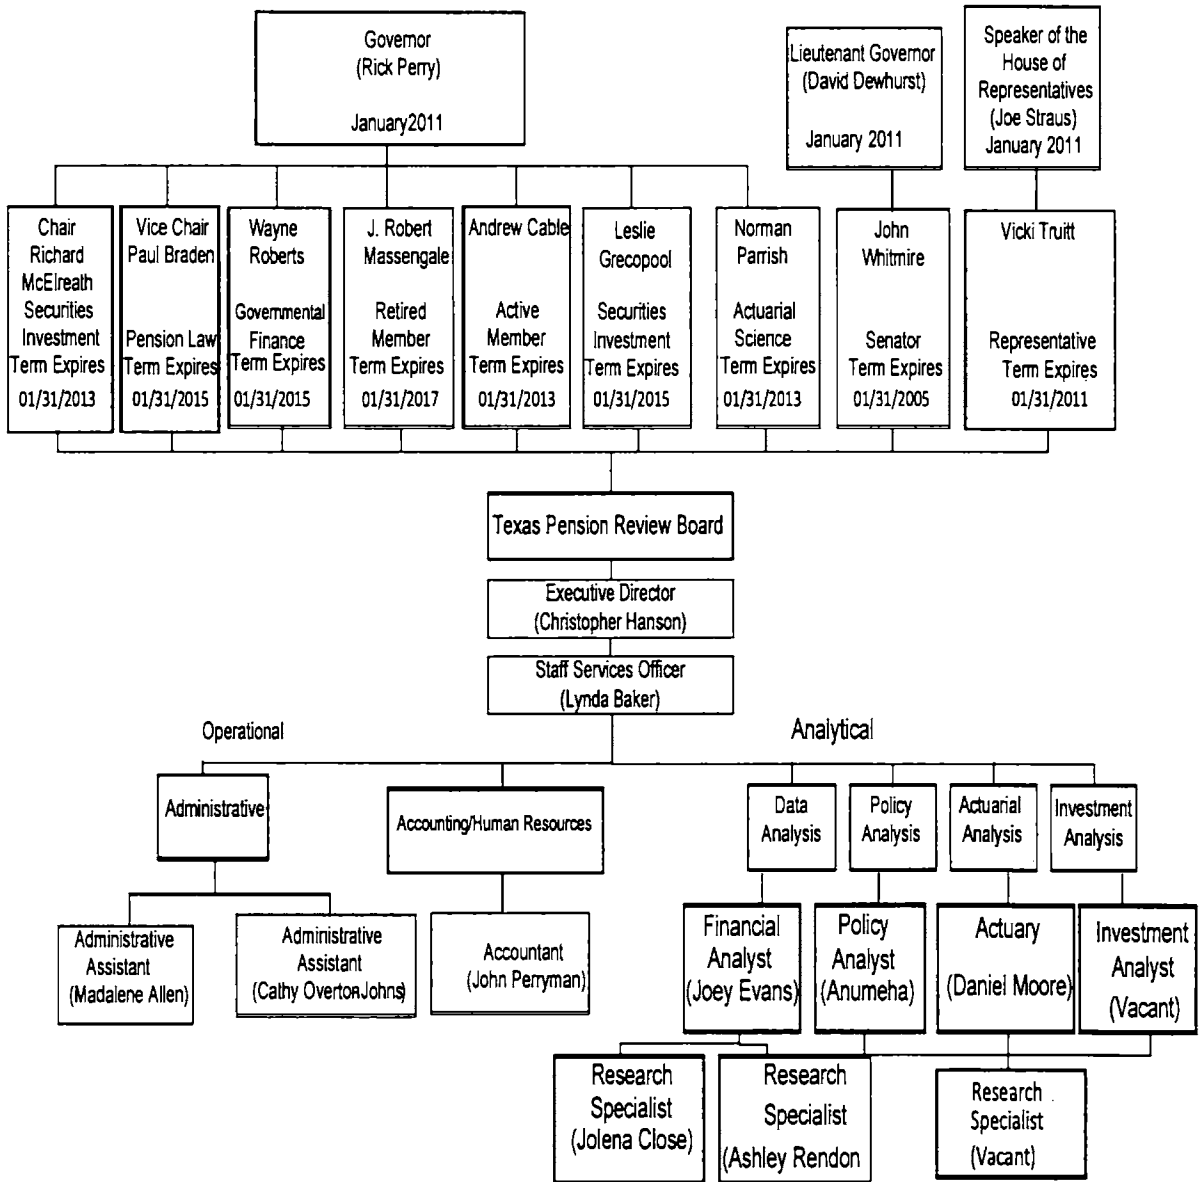 Governor
(Rick Perry)
January2011
Lieutenant Governor
(David Dewhurst)
January 2011
Speaker of the
House of
Representatives
(Joe Straus)
January 2011
Chair
Richard
McElreath
Securities
Investment
Term Expires
01/31/2013
Vice Chair
Paul Braden
Pension Law
Term Expires
01/31/2015
Wayne
Roberts
Governmental
Finance
Term Expires
01/31/2015
J. Robert
Massengale
Retired
Member
Term Expires
01/31/2017
Andrew Cable
Active
Member
Term Expires
01/31/2013
Leslie
Grecopool
Securities
Investment
Term Expires
01/31/2015
Norman
Parrish
Actuarial
Science
Term Expires
01/31/2013
John
Whitmire
Senator
Term Expires
01/31/2005
Vicki Truitt
Representative
Term Expires
01/31/2011
Texas Pension Review Board
Executive Director
(Christopher Hanson)
Staff Services Officer
(Lynda Baker)
Operational
Analytical
Administrative
Accounting/Human Resources
Data
Analysis
Policy
Analysis
Actuarial
Analysis
Investment
Analysis
Administrative
Assistant
(Madalene Allen)
Administrative
Assistant
(Cathy Overton-Johns)
Accountant
(John Perryman)
Financial
Analyst
(Joey Evans)
Policy
Analyst
(Anumeha)
Actuary
(Daniel Moore)
Investment
Analyst
(Vacant)
Research
Specialist
(Jolena Close)
Research
Specialist
(Ashley Rendon
Research
Specialist
(Vacant)